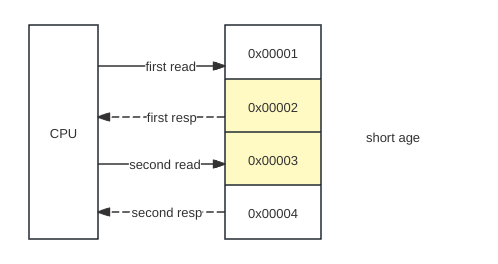 0x00001
first read
0x00002
first resp
CPU
short age
0x00003
second read
second resp
0x00004